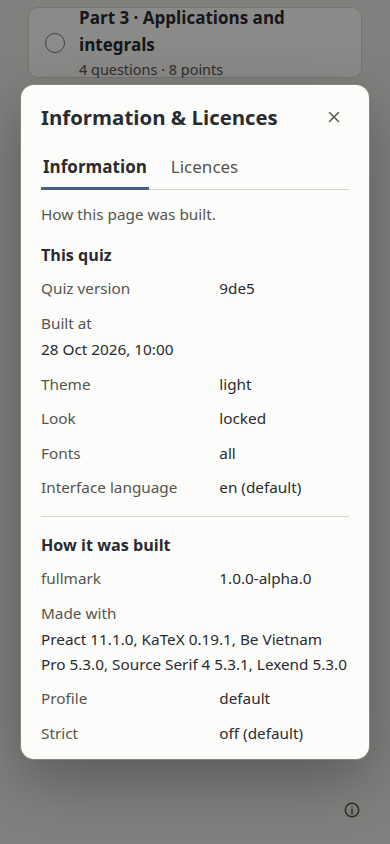 Part 3 · Applications and
integrals
4 questions · 8 points
Information & Licences
Information Licences
How this page was built.
This quiz
Quiz version 9de5
Built at
28 Oct 2026, 10:00
Theme light
Look locked
Fonts all
Interface language en (default)
How it was built
fullmark 1.0.0-alpha.0
Made with
Preact 11.1.0, KaTeX 0.19.1, Be Vietnam
Pro 5.3.0, Source Serif 4 5.3.1, Lexend 5.3.0
Profile default
Strict off (default)